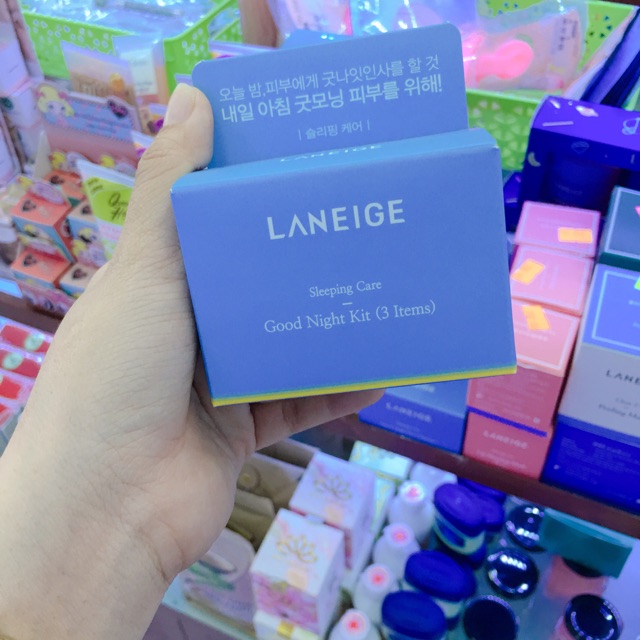 오늘 밤, 피부에게 굿나잇인사를 할 것
내일 아침 굿모닝 피부를 위해!
| 슬리핑 케어 |
LANEIGE
Sleeping Care
Good Night Kit (3 Items)
LANEIGE
LANEIGE